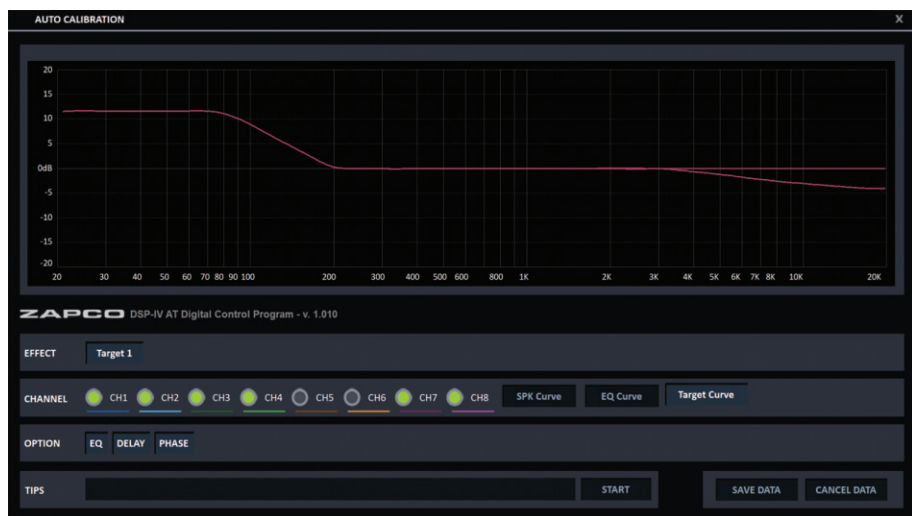 AUTO CALIBRATION X
20
15
10
5
0dB
-5
-10
-15
-20
20 30 40 50 60 70 80 90 100 200 300 400 500 600 800 1K 2K 3K 4K 5K 6K 7K 8K 10K 20K
ZAPCO DSP-IV AT Digital Control Program - v. 1.010
EFFECT Target 1
CHANNEL CH1 CH2 CH3 CH4 CH5 CH6 CH7 CH8 SPK Curve EQ Curve Target Curve
OPTION EQ DELAY PHASE
TIPS START SAVE DATA CANCEL DATA